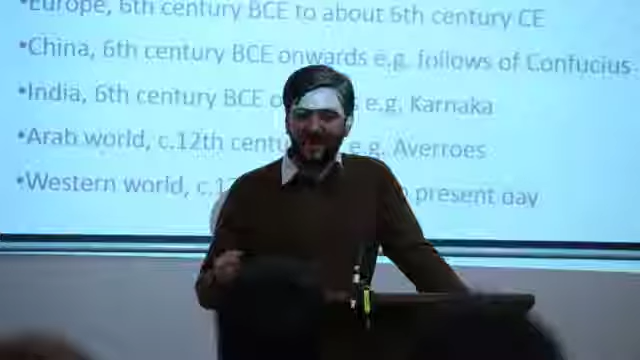 •Europe, 6th century BCE to about 6th century CE
•China, 6th century BCE onwards e.g. follows of Confucius
•India, 6th century BCE o e.g. Karnaka
•Arab world, c.12th centu e.g. Averroes
•Western world, c.1 present day